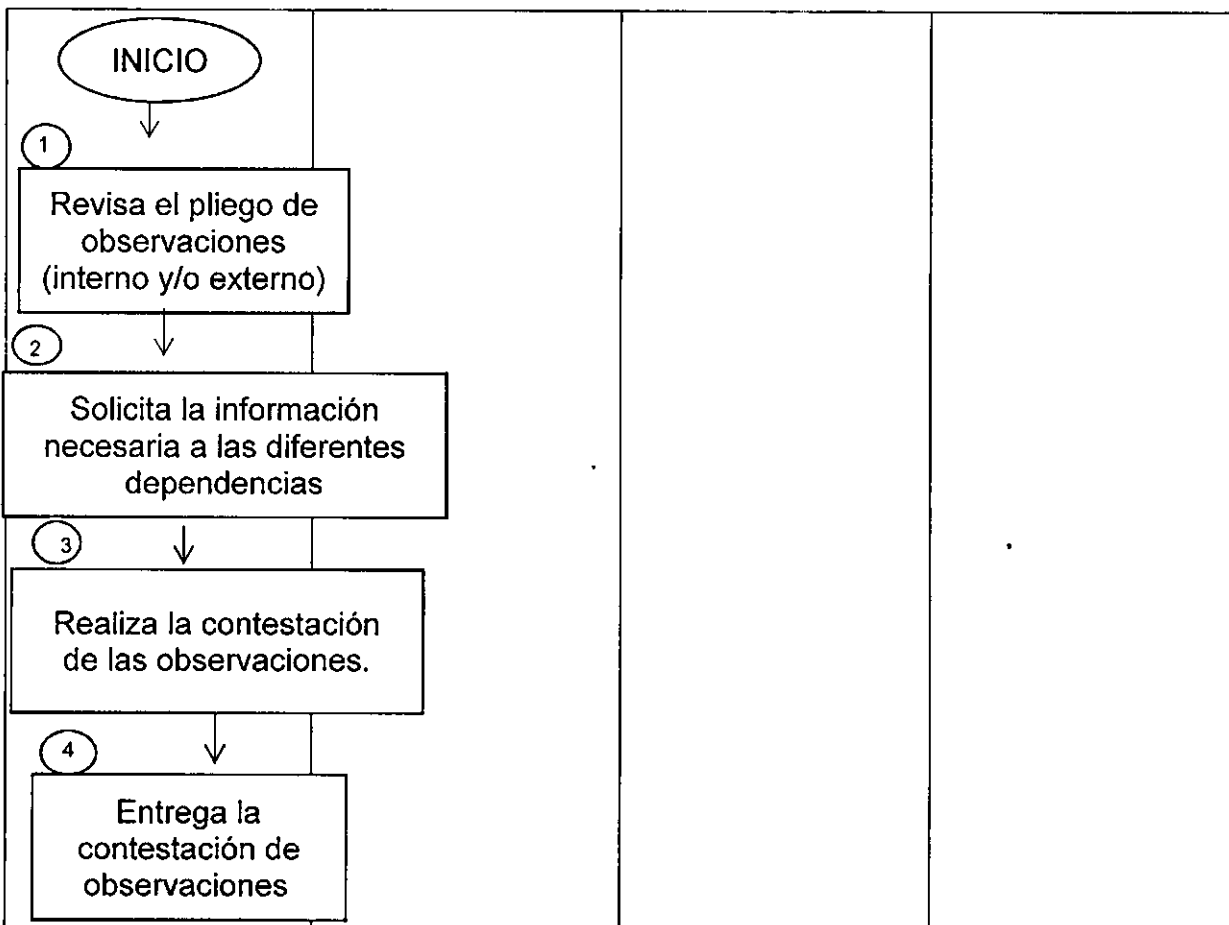 INICIO
1
Revisa el pliego de
observaciones
(interno y/o externo)
2
Solicita la información
necesaria a las diferentes
dependencias
3
Realiza la contestación
de las observaciones.
4
Entrega la
contestación de
observaciones